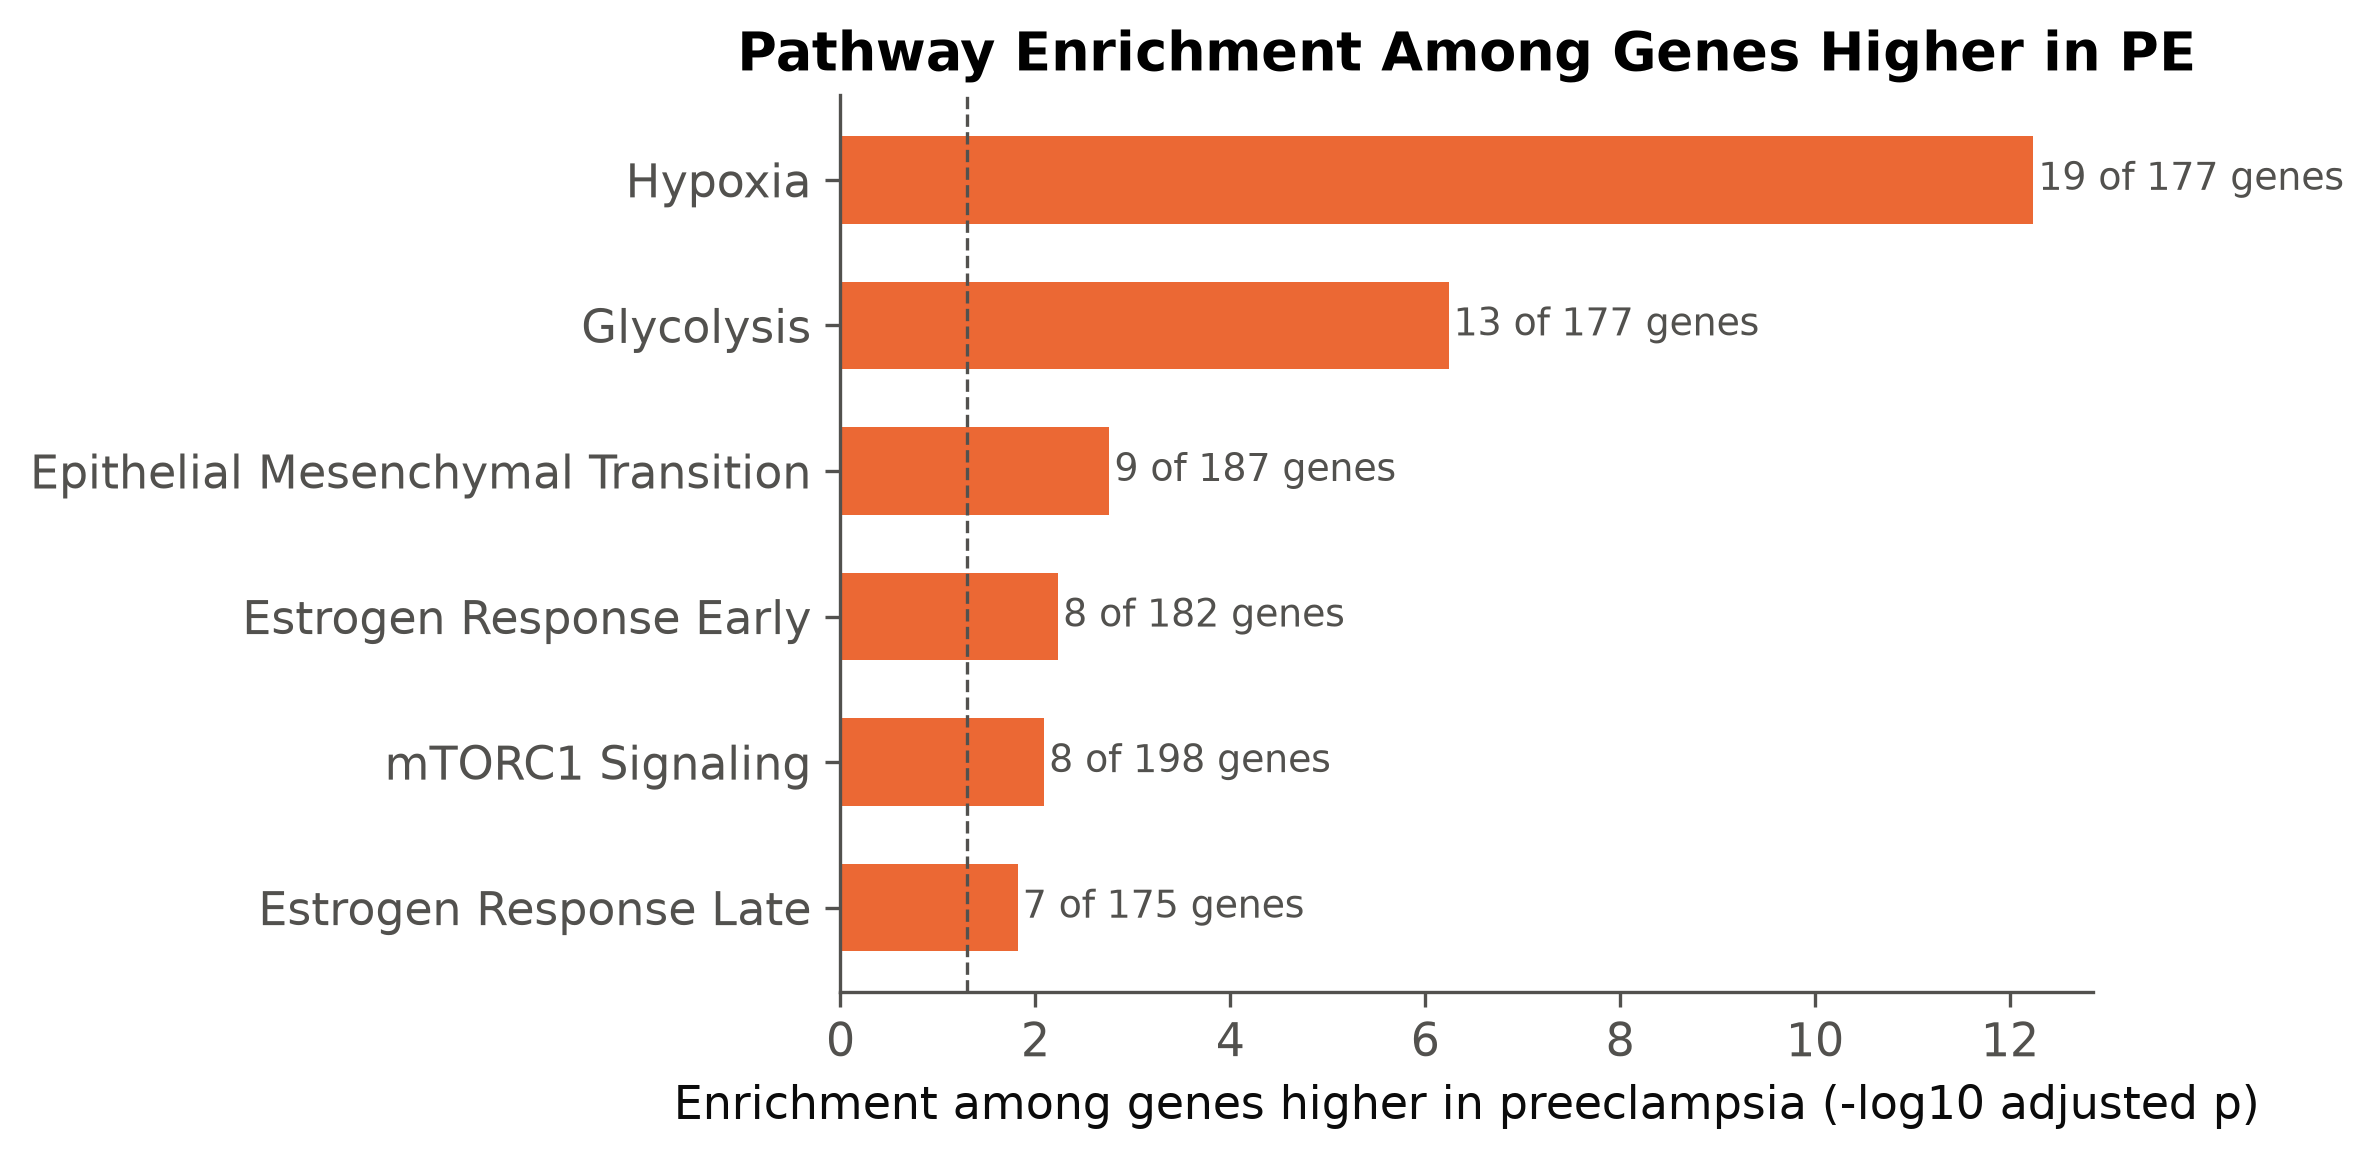 Pathway Enrichment Among Genes Higher in PE
Hypoxia
19 of 177 genes
Glycolysis
13 of 177 genes
Epithelial Mesenchymal Transition
9 of 187 genes
Estrogen Response Early
8 of 182 genes
mTORC1 Signaling
8 of 198 genes
Estrogen Response Late
7 of 175 genes
0 2 4 6 8 10 12
Enrichment among genes higher in preeclampsia (-log10 adjusted p)